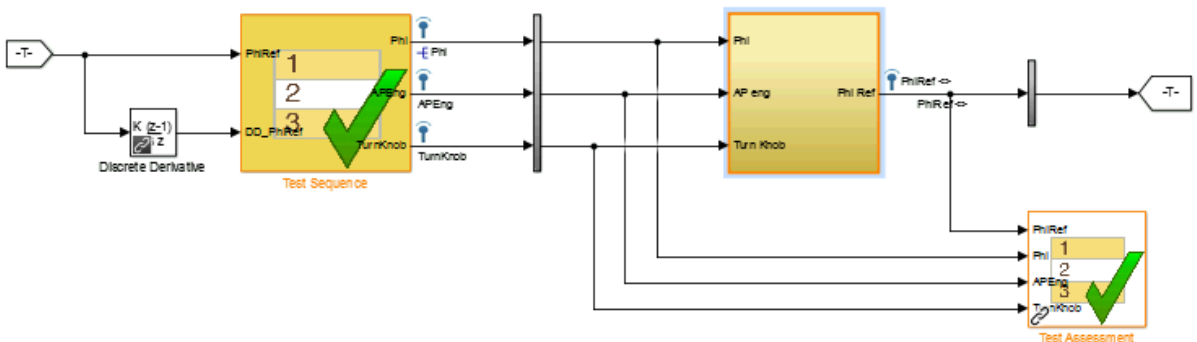 -T-
PhiRef
DD_PhiRef
K (z-1)
z
Discrete Derivative
1
2
3
Phi
APEng
TurnKnob
Test Sequence
Phi
APEng
TurnKnob
Phi
AP eng
Turn Knob
Phi Ref
PhiRef <>
PhiRef <>
-T-
PhiRef
Phi
APEng
TurnKnob
1
2
3
Test Assessment